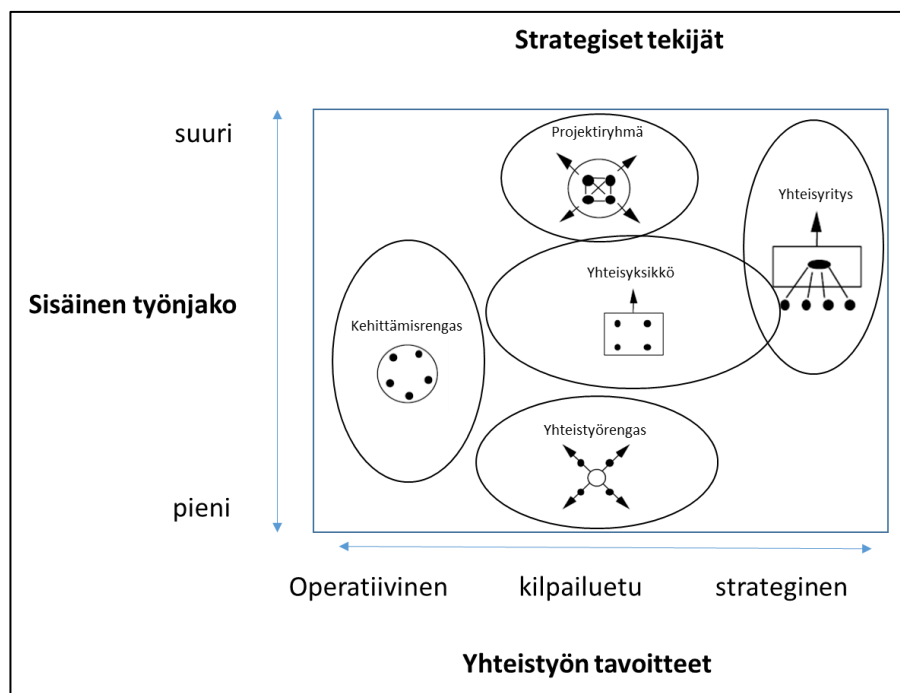 Strategiset tekijät
suuri
Projektiryhmä
Yhteisyritys
Yhteisyksikkö
Sisäinen työnjako
Kehittämisrengas
Yhteistyörengas
pieni
Operatiivinen kilpailuetu strateginen
Yhteistyön tavoitteet